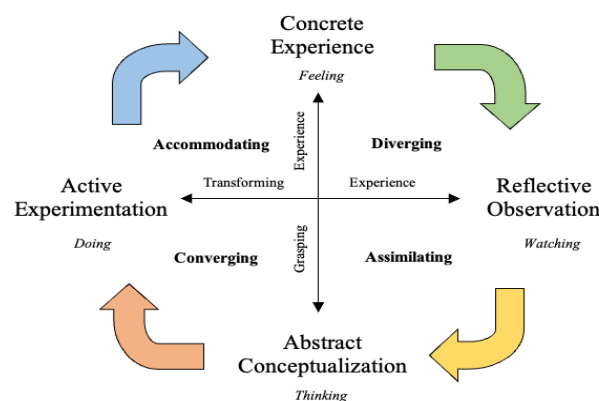 Concrete
Experience
Feeling
Accommodating
Experience
Diverging
Active
Experimentation
Doing
Transforming
Experience
Reflective
Observation
Watching
Converging
Grasping
Assimilating
Abstract
Conceptualization
Thinking